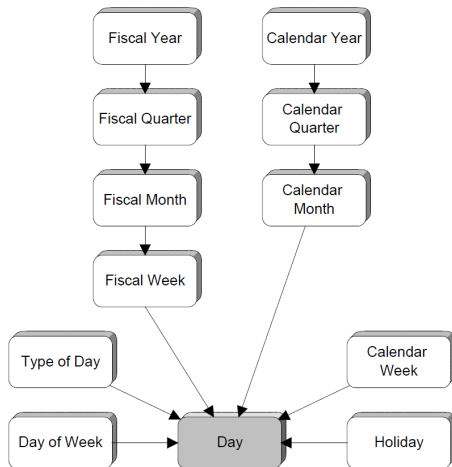 Fiscal Year
Calendar Year
Fiscal Quarter
Calendar
Quarter
Fiscal Month
Calendar
Month
Fiscal Week
Type of Day
Calendar
Week
Day of Week
Day
Holiday